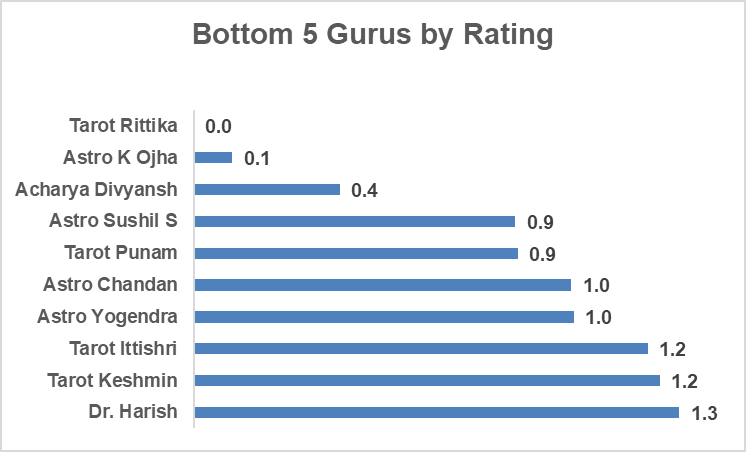 Bottom 5 Gurus by Rating
Tarot Rittika 0.0
Astro K Ojha 0.1
Acharya Divyansh 0.4
Astro Sushil S 0.9
Tarot Punam 0.9
Astro Chandan 1.0
Astro Yogendra 1.0
Tarot Ittishri 1.2
Tarot Keshmin 1.2
Dr. Harish 1.3